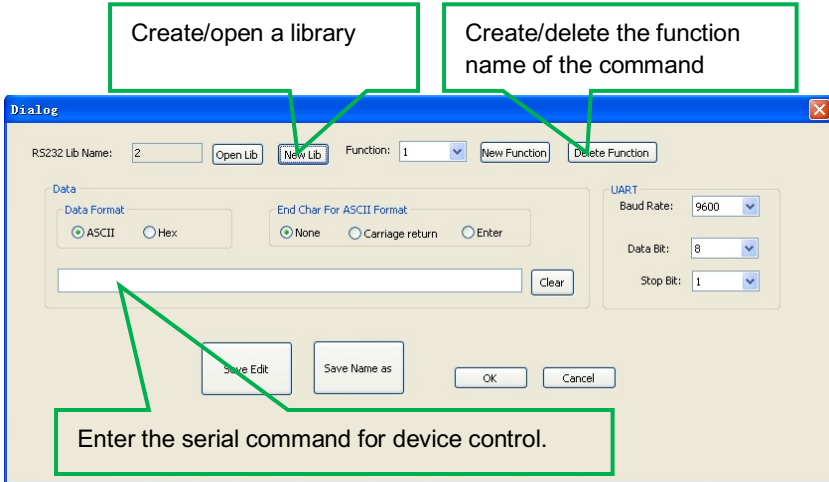 Create/open a library
Create/delete the function
name of the command
Dialog
RS232 Lib Name: 2 Open Lib New Lib Function: 1 New Function Delete Function
Data UART
Data Format End Char For ASCII Format Baud Rate: 9600
ASCII Hex None Carriage return Enter
Data Bit: 8
Clear Stop Bit: 1
Save Edit Save Name as
OK Cancel
Enter the serial command for device control.